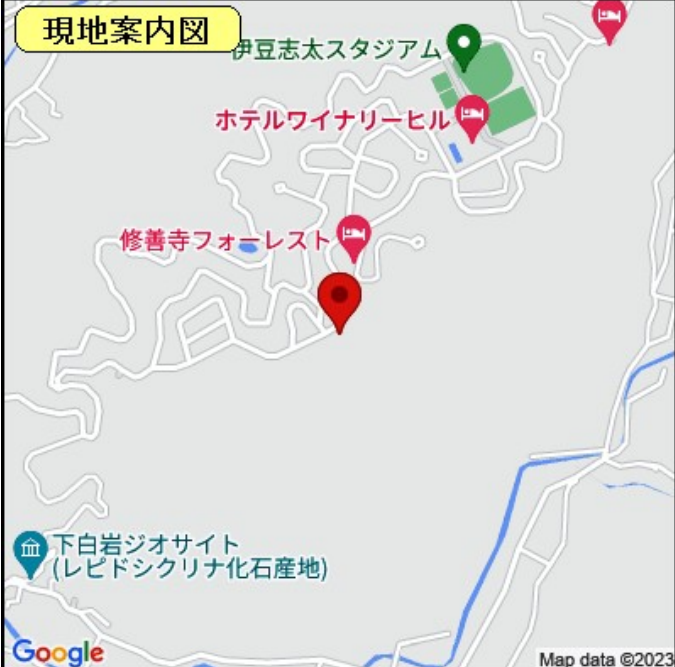 現地案内図
伊豆志太スタジアム
ホテルワイナリーヒル
修善寺フォーレスト
下白岩ジオサイト
(レピドシクリナ化石産地)
Google
Map data ©2023